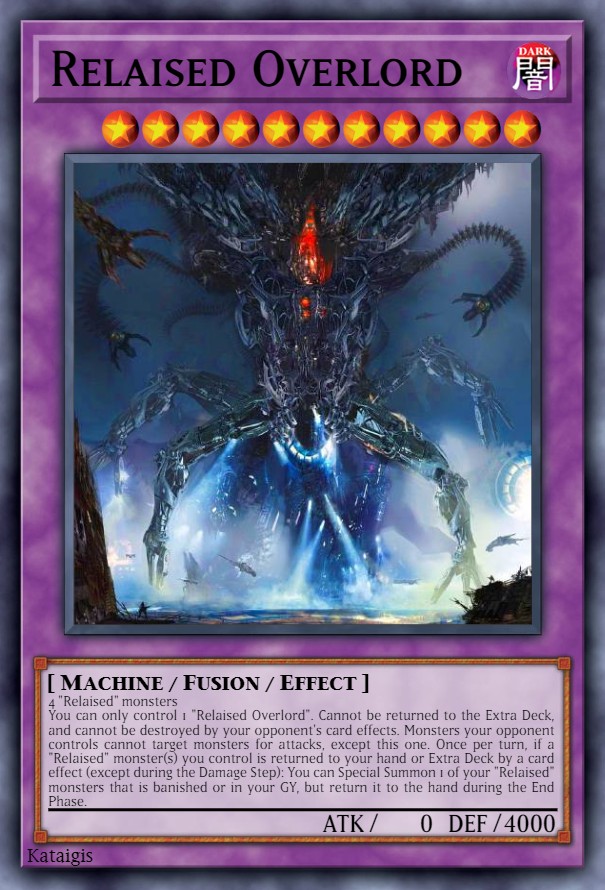 Relaised Overlord
DARK
闇
[ Machine / Fusion / Effect ]
4 "Relaised" monsters
You can only control 1 "Relaised Overlord". Cannot be returned to the Extra Deck,
and cannot be destroyed by your opponent's card effects. Monsters your opponent
controls cannot target monsters for attacks, except this one. Once per turn, if a
"Relaised" monster(s) you control is returned to your hand or Extra Deck by a card
effect (except during the Damage Step): You can Special Summon 1 of your "Relaised"
monsters that is banished or in your GY, but return it to the hand during the End
Phase.
ATK / 0 DEF /4000
Kataigis